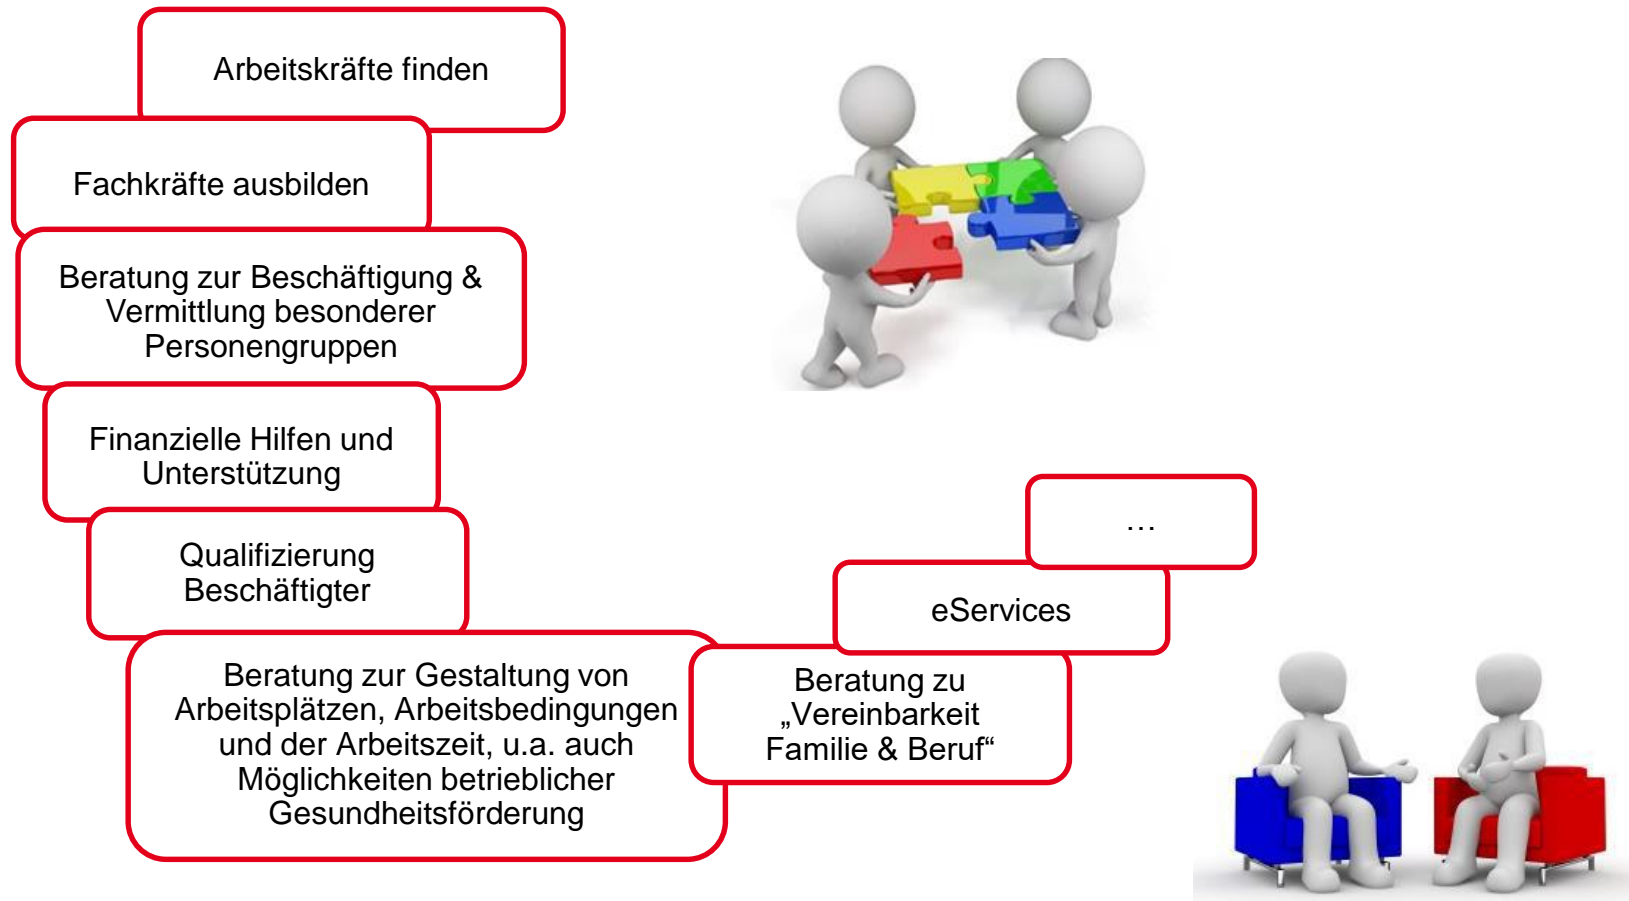 Arbeitskräfte finden
Fachkräfte ausbilden
Beratung zur Beschäftigung &
Vermittlung besonderer
Personengruppen
Finanzielle Hilfen und
Unterstützung
Qualifizierung
Beschäftigter
Beratung zur Gestaltung von
Arbeitsplätzen, Arbeitsbedingungen
und der Arbeitszeit, u.a. auch
Möglichkeiten betrieblicher
Gesundheitsförderung
Beratung zu
„Vereinbarkeit
Familie & Beruf“
eServices
…